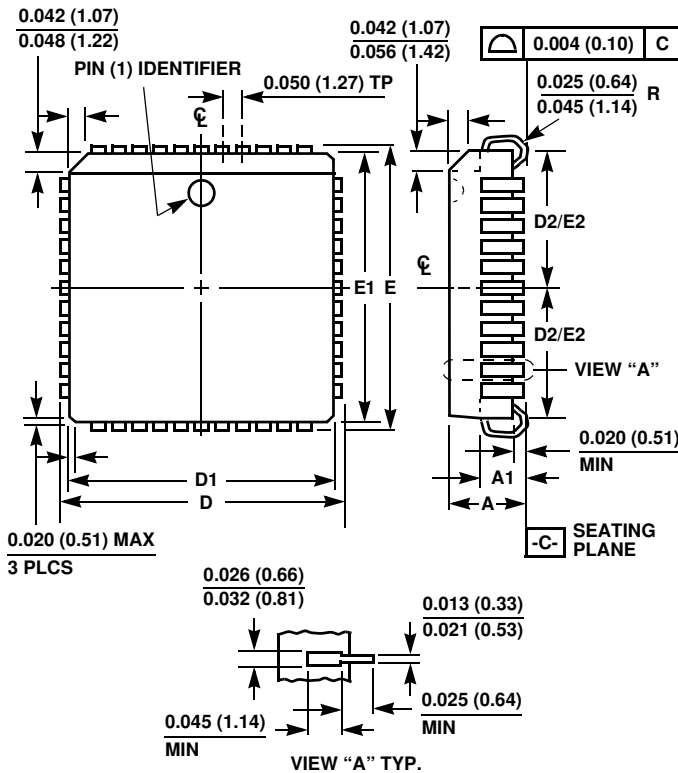 0.042 (1.07)
0.048 (1.22)
PIN (1) IDENTIFIER
0.050 (1.27) TP
℄
0.042 (1.07)
0.056 (1.42)
0.004 (0.10) C
0.025 (0.64)
0.045 (1.14)
R
D2/E2
℄
E1
E
D2/E2
VIEW “A”
0.020 (0.51)
MIN
A1
A
D1
D
0.020 (0.51) MAX
3 PLCS
-C-
SEATING
PLANE
0.026 (0.66)
0.032 (0.81)
0.013 (0.33)
0.021 (0.53)
0.045 (1.14)
MIN
0.025 (0.64)
MIN
VIEW “A” TYP.